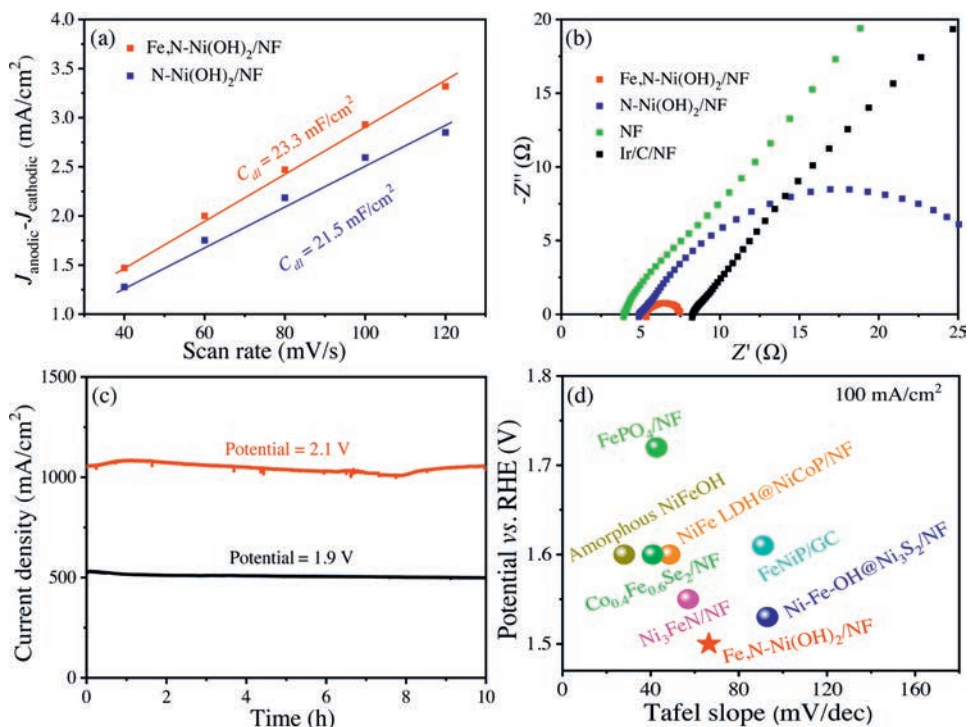 (a)
Fe,N-Ni(OH)₂/NF
N-Ni(OH)₂/NF
C_dl = 23.3 mF/cm²
C_dl = 21.5 mF/cm²
J_anodic-J_cathodic (mA/cm²)
4.0
3.5
3.0
2.5
2.0
1.5
1.0
40 60 80 100 120
Scan rate (mV/s)
(b)
Fe,N-Ni(OH)₂/NF
N-Ni(OH)₂/NF
NF
Ir/C/NF
-Z'' (Ω)
-20
-15
-10
-5
0
0 5 10 15 20 25
Z' (Ω)
(c)
Potential = 2.1 V
Potential = 1.9 V
Current density (mA/cm²)
1500
1000
500
0
0 2 4 6 8 10
Time (h)
(d)
100 mA/cm²
FePO₄/NF
Amorphous NiFeOH
NiFe LDH@NiCoP/NF
FeNiP/GC
Co₀.₄Fe₀.₆Se₂/NF
Ni-Fe-OH@Ni₃S₂/NF
Ni₃FeN/NF
Fe,N-Ni(OH)₂/NF
Potential vs. RHE (V)
1.8
1.7
1.6
1.5
0 40 80 120 160
Tafel slope (mV/dec)